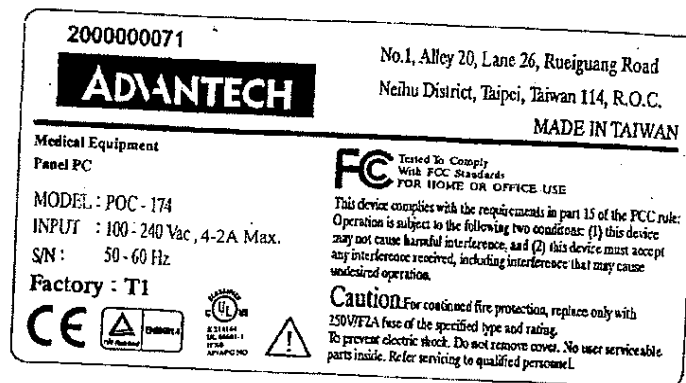 2000000071
ADVANTECH
No.1, Alley 20, Lane 26, Rueiguang Road
Neihu District, Taipei, Taiwan 114, R.O.C.
MADE IN TAIWAN
Medical Equipment
Panel PC
MODEL : POC - 174
INPUT : 100 - 240 Vac , 4-2A Max.
S/N : 50 - 60 Hz
Factory : T1
CE
UL
FC
Tested To Comply
With FCC Standards
FOR HOME OR OFFICE USE
This device complies with the requirements in part 15 of the FCC rule:
Operation is subject to the following two conditions: (1) this device
may not cause harmful interference, and (2) this device must accept
any interference received, including interference that may cause
undesired operation.
Caution:For continued fire protection, replace only with
250V/F2A fuse of the specified type and rating.
To prevent electric shock. Do not remove cover. No user serviceable
parts inside. Refer servicing to qualified personnel.